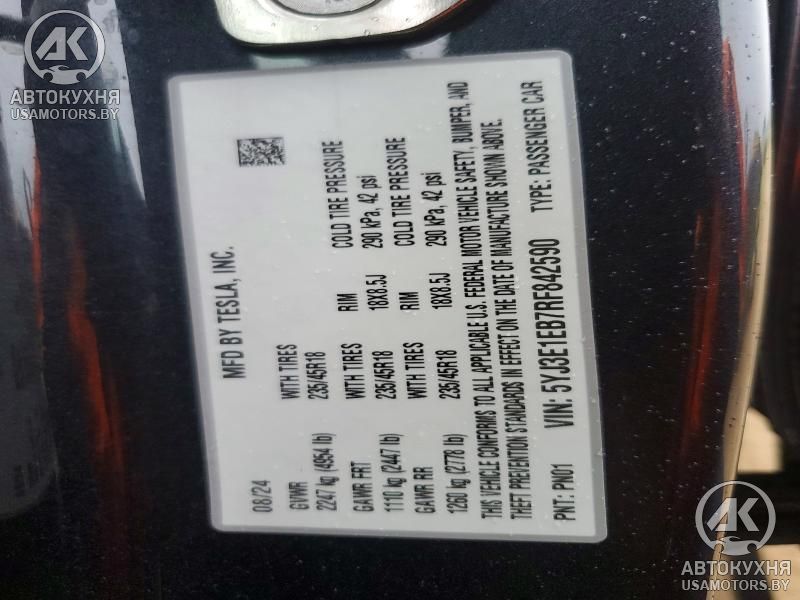 AK
АВТОКУХНЯ
USAMOTORS.BY
MFD BY TESLA, INC.
08/24
GVWR WITH TIRES
2247 kg (4954 lb) 235/45R18
GAWR FRT WITH TIRES RIM COLD TIRE PRESSURE
1110 kg (2447 lb) 235/45R18 18X8.5J 290 kPa, 42 psi
GAWR RR WITH TIRES RIM COLD TIRE PRESSURE
1260 kg (2778 lb) 235/45R18 18X8.5J 290 kPa, 42 psi
THIS VEHICLE CONFORMS TO ALL APPLICABLE U.S. FEDERAL MOTOR VEHICLE SAFETY, BUMPER, AND
THEFT PREVENTION STANDARDS IN EFFECT ON THE DATE OF MANUFACTURE SHOWN ABOVE.
PNT: PN01 VIN: 5YJ3E1EB7RF842590 TYPE: PASSENGER CAR
AK
АВТОКУХНЯ
USAMOTORS.BY